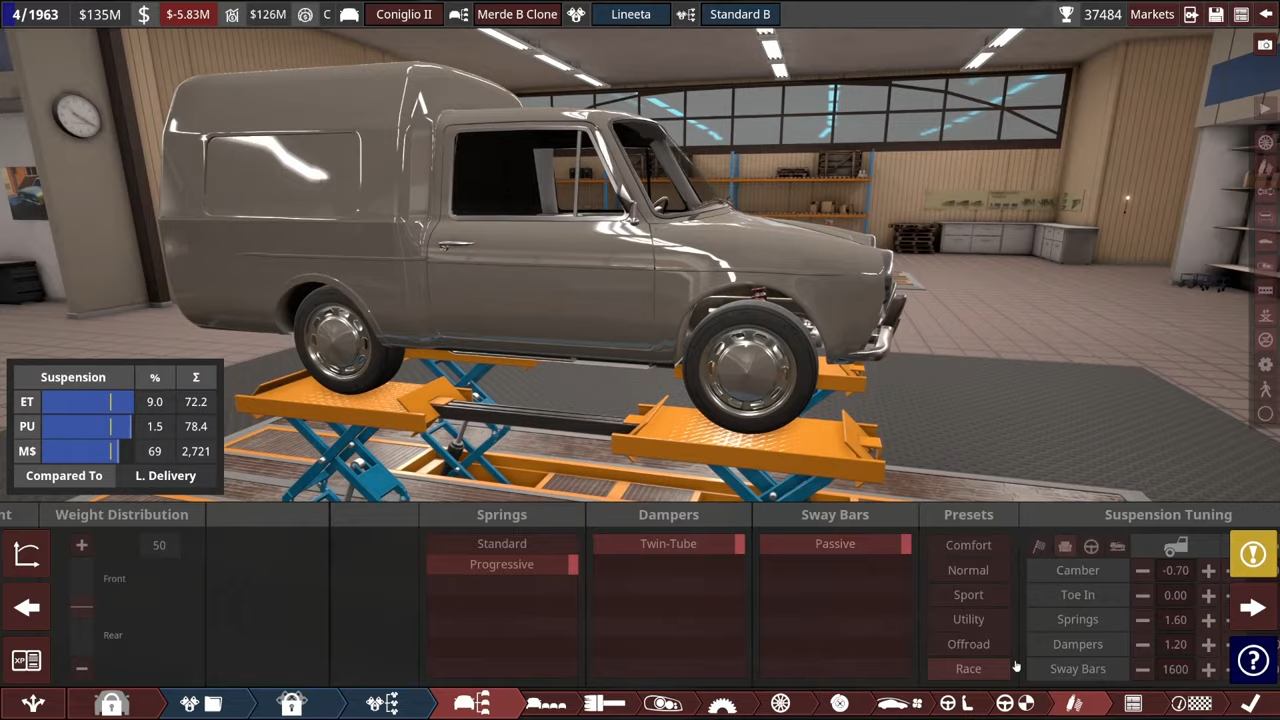 4/1963 $135M $ $-5.83M $126M C Coniglio II Merde B Clone Lineeta Standard B 37484 Markets
Suspension % Σ
ET 9.0 72.2
PU 1.5 78.4
M$ 69 2,721
Compared To L. Delivery
nt Weight Distribution Springs Dampers Sway Bars Presets Suspension Tuning
+ 50 Standard Twin-Tube Passive Comfort
Progressive Normal Camber -0.70
Front
Sport Toe In 0.00
Utility Springs 1.60
Rear
Offroad Dampers 1.20
XP Race Sway Bars 1600